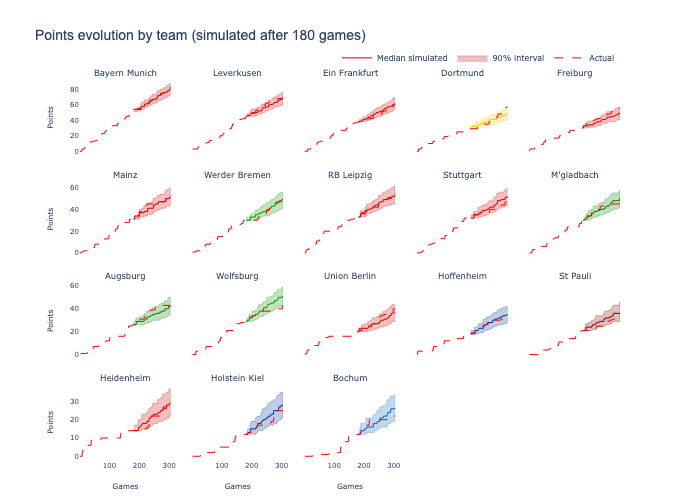 Points evolution by team (simulated after 180 games)
Median simulated 90% interval Actual
Bayern Munich Leverkusen Ein Frankfurt Dortmund Freiburg
80
60
40
20
0
Points
Mainz Werder Bremen RB Leipzig Stuttgart M'gladbach
60
40
20
0
Points
Augsburg Wolfsburg Union Berlin Hoffenheim St Pauli
60
40
20
0
Points
Heidenheim Holstein Kiel Bochum
30
20
10
0
Points
100 200 300 100 200 300 100 200 300
Games Games Games